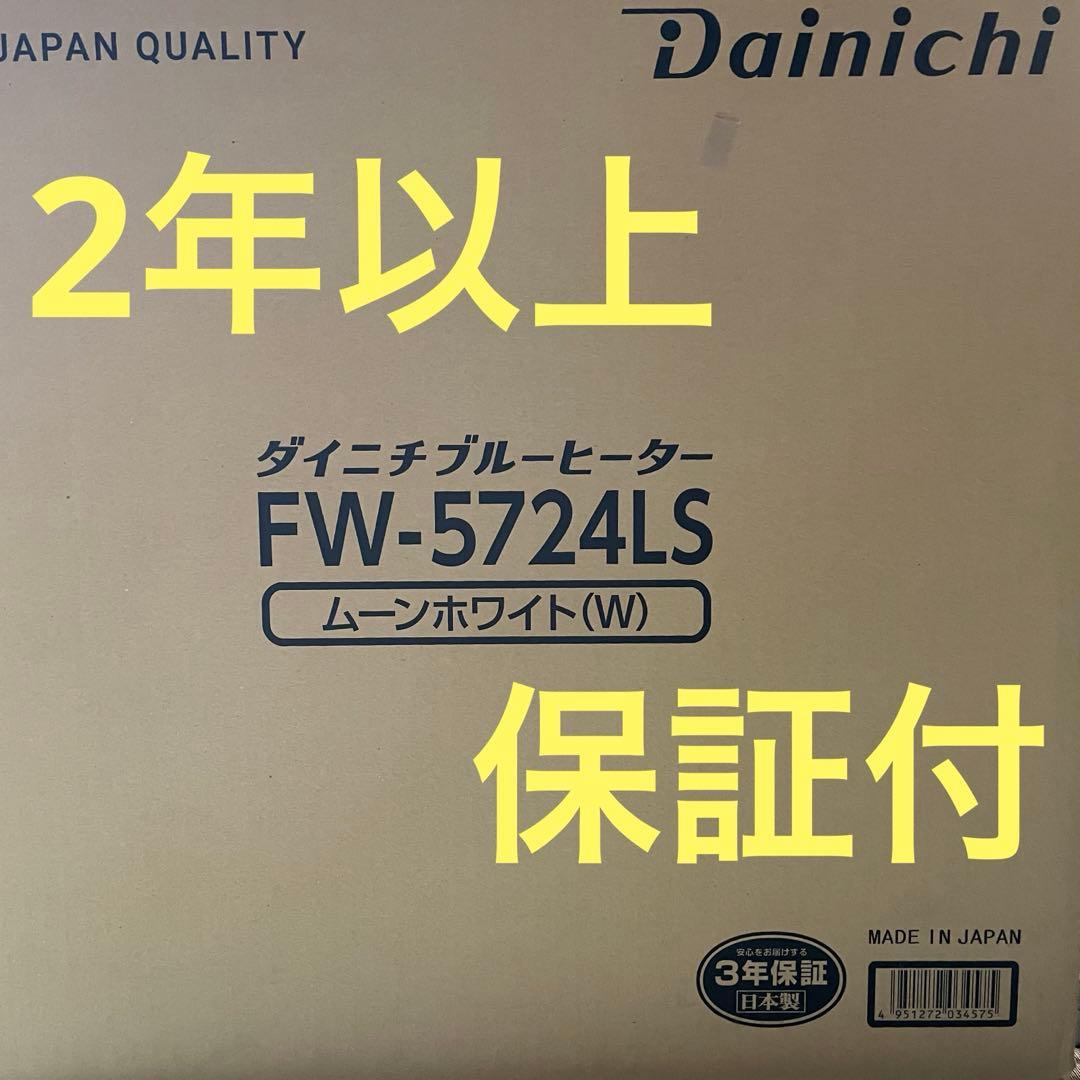 JAPAN QUALITY
Dainichi
2年以上
ダイニチブルーヒーター
FW-5724LS
ムーンホワイト(W)
保証付
安心をお届けする
3年保証
日本製
MADE IN JAPAN
4 951272 034575